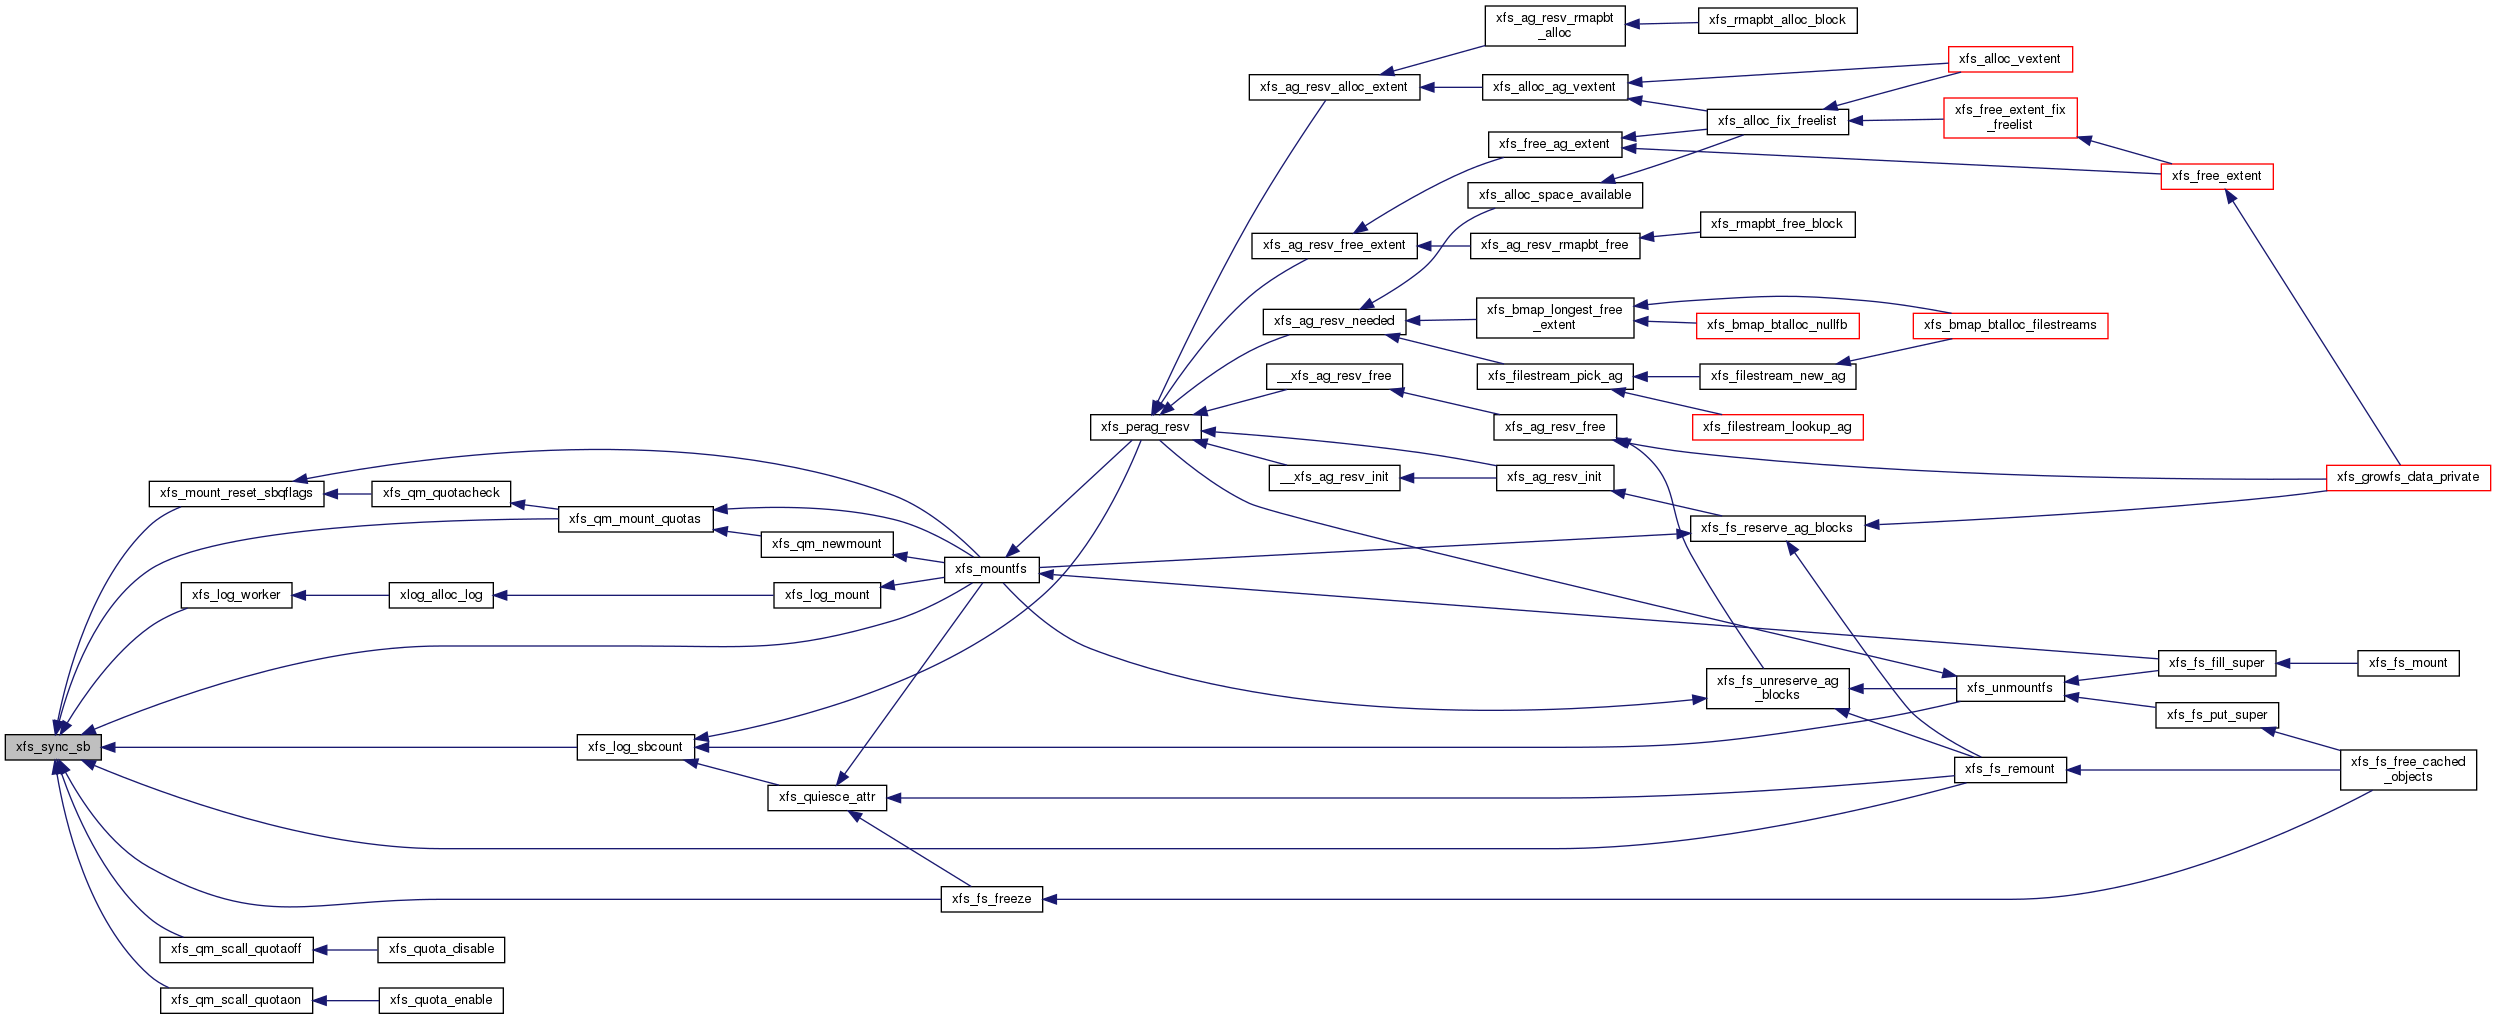 xfs_ag_resv_rmapbt
_alloc
xfs_rmapbt_alloc_block
xfs_alloc_vextent
xfs_ag_resv_alloc_extent
xfs_alloc_ag_vextent
xfs_alloc_fix_freelist
xfs_free_extent_fix
_freelist
xfs_free_ag_extent
xfs_free_extent
xfs_alloc_space_available
xfs_rmapbt_free_block
xfs_ag_resv_free_extent
xfs_ag_resv_rmapbt_free
xfs_ag_resv_needed
xfs_bmap_longest_free
_extent
xfs_bmap_btalloc_nullfb
xfs_bmap_btalloc_filestreams
__xfs_ag_resv_free
xfs_filestream_pick_ag
xfs_filestream_new_ag
xfs_perag_resv
xfs_ag_resv_free
xfs_filestream_lookup_ag
xfs_mount_reset_sbqflags
xfs_qm_quotacheck
__xfs_ag_resv_init
xfs_ag_resv_init
xfs_growfs_data_private
xfs_qm_mount_quotas
xfs_qm_newmount
xfs_fs_reserve_ag_blocks
xfs_mountfs
xfs_log_worker
xlog_alloc_log
xfs_log_mount
xfs_fs_fill_super
xfs_fs_mount
xfs_fs_unreserve_ag
_blocks
xfs_unmountfs
xfs_fs_put_super
xfs_sync_sb
xfs_log_sbcount
xfs_quiesce_attr
xfs_fs_remount
xfs_fs_free_cached
_objects
xfs_fs_freeze
xfs_qm_scall_quotaoff
xfs_quota_disable
xfs_qm_scall_quotaon
xfs_quota_enable